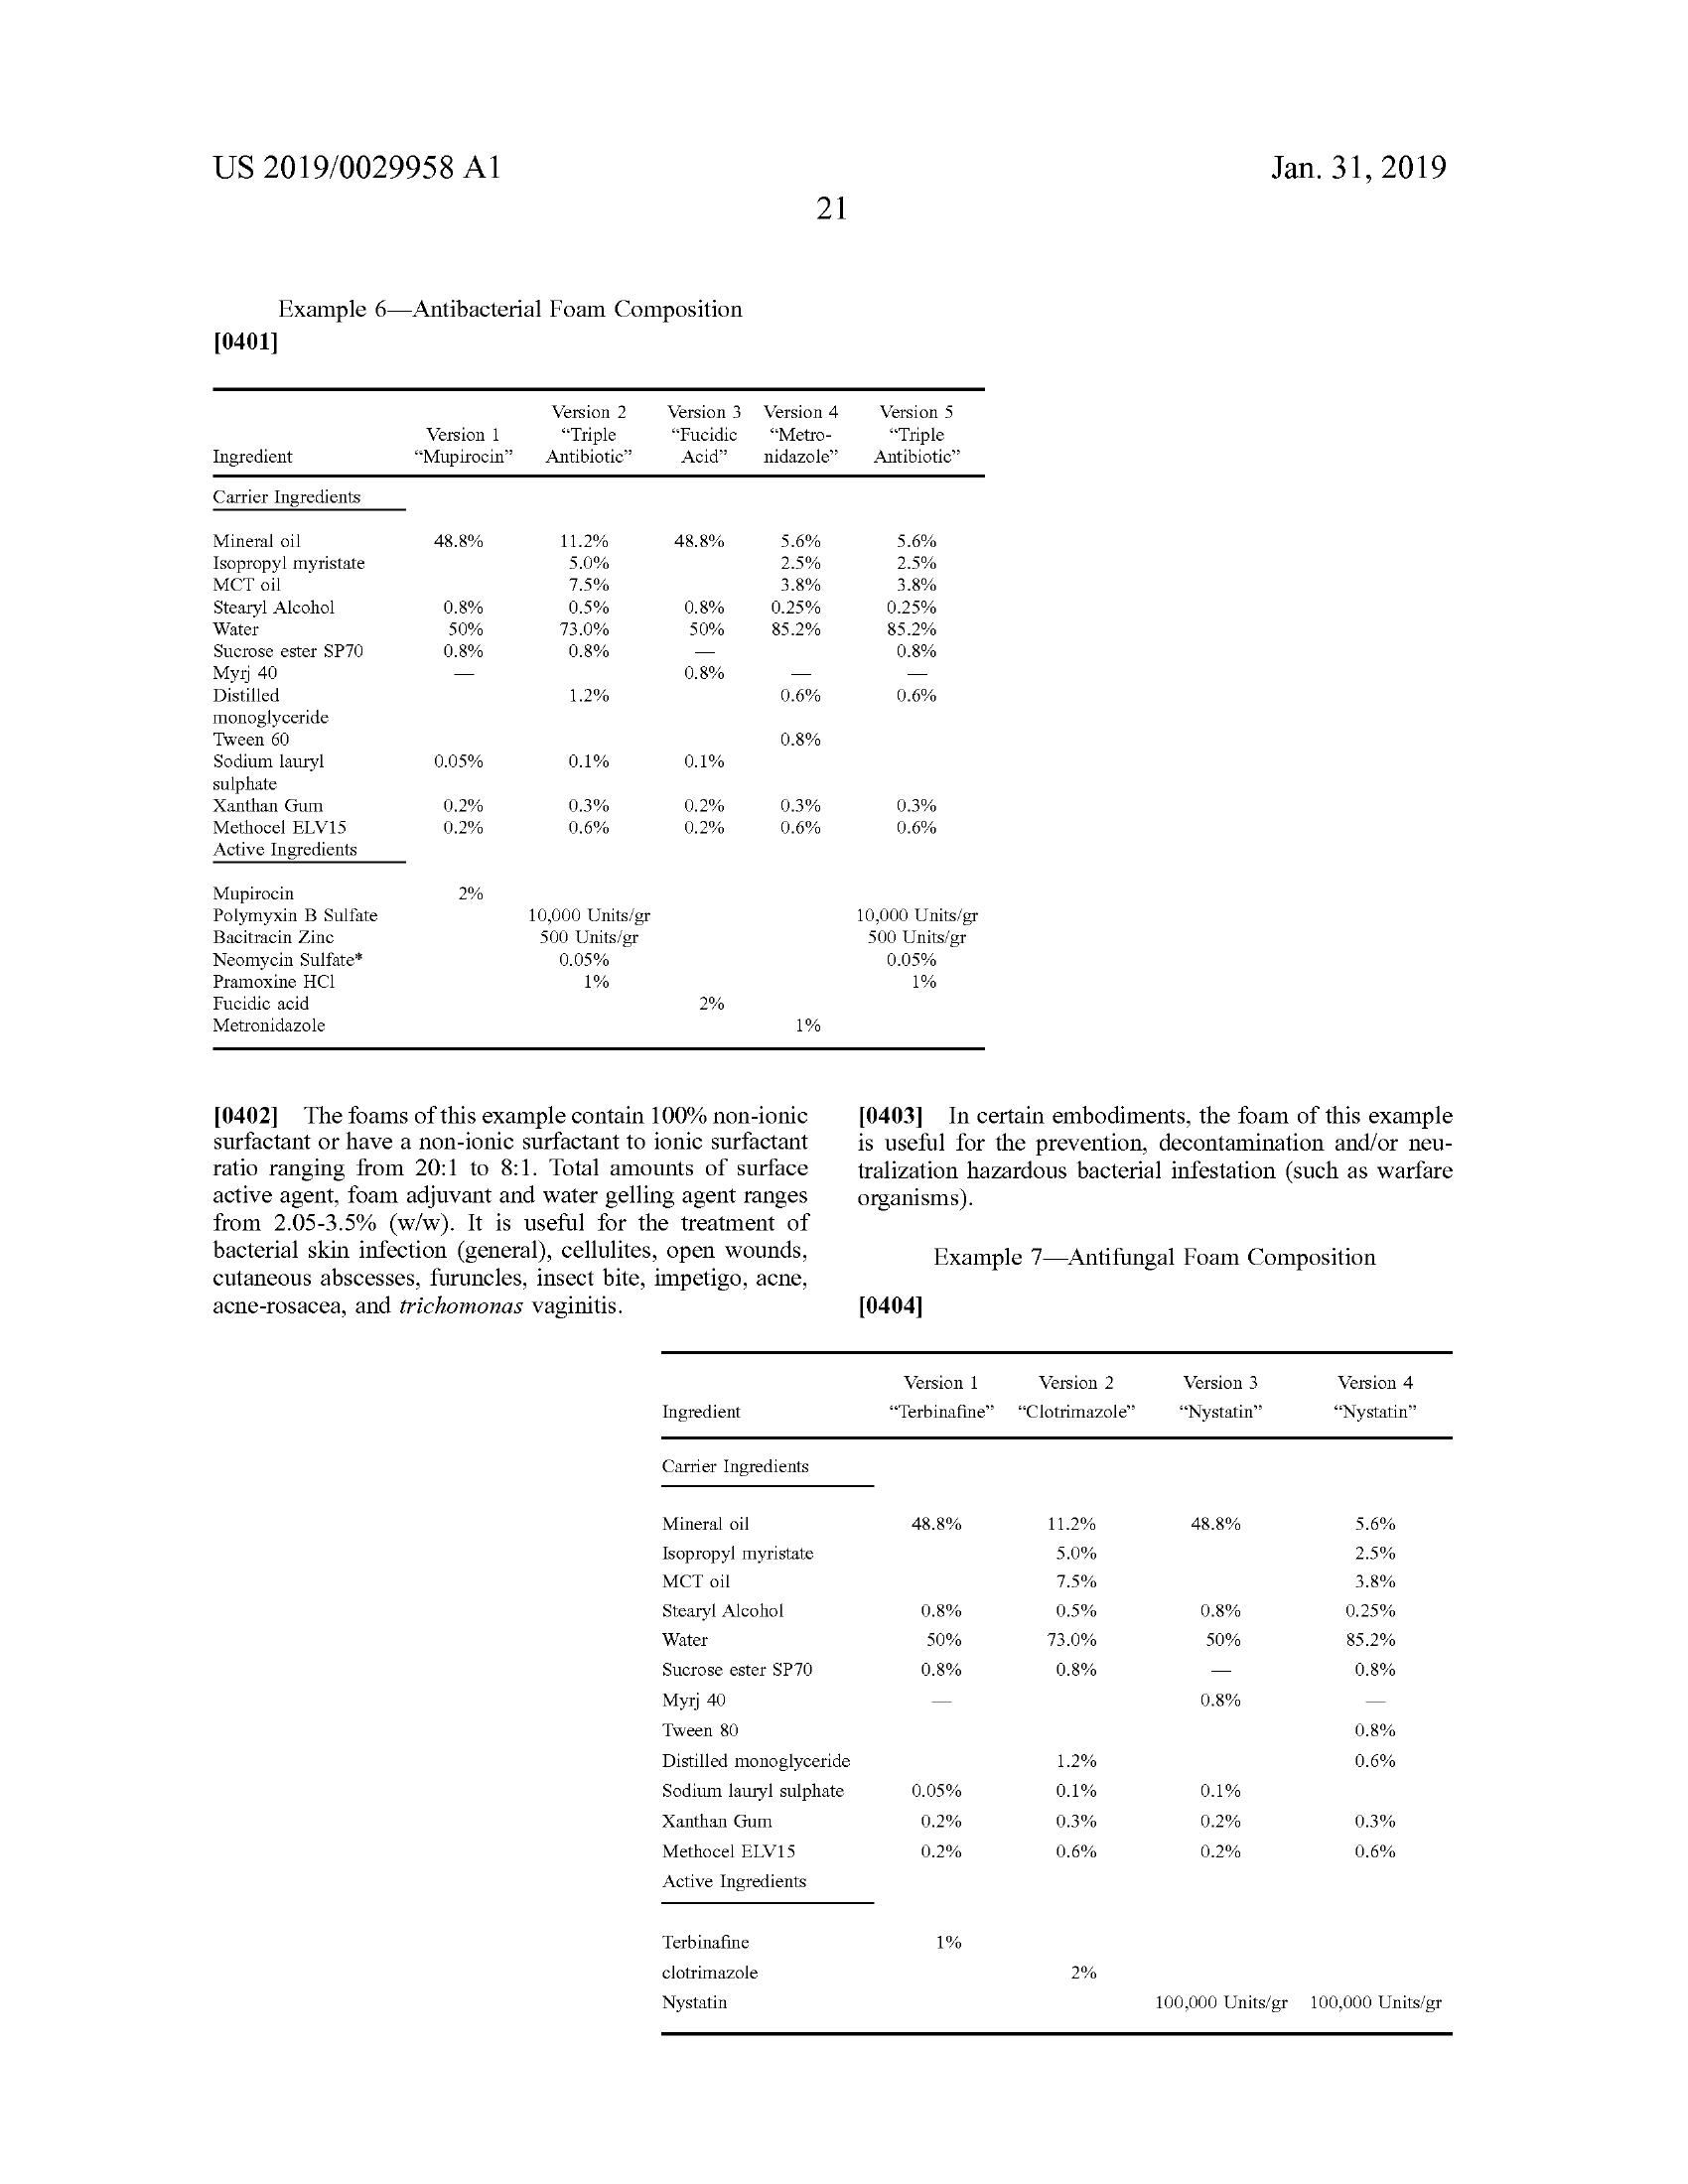 US 2019/0029958 A1 Jan. 31, 2019
21
Example 6—Antibacterial Foam Composition
[0401]
Version 2 Version 3 Version 4 Version 5
Version 1 “Triple “Fucidic “Metro- “Triple
Ingredient “Mupirocin” Antibiotic” Acid” nidazole” Antibiotic”
Carrier Ingredients
Mineral oil 48.8% 11.2% 48.8% 5.6% 5.6%
Isopropyl myristate 5.0% 2.5% 2.5%
MCT oil 7.5% 3.8% 3.8%
Stearyl Alcohol 0.8% 0.5% 0.8% 0.25% 0.25%
Water 50% 73.0% 50% 85.2% 85.2%
Sucrose ester SP70 0.8% 0.8% — 0.8%
Myrj 40 — 0.8% — —
Distilled 1.2% 0.6% 0.6%
monoglyceride
Tween 60 0.8%
Sodium lauryl 0.05% 0.1% 0.1%
sulphate
Xanthan Gum 0.2% 0.3% 0.2% 0.3% 0.3%
Methocel ELV15 0.2% 0.6% 0.2% 0.6% 0.6%
Active Ingredients
Mupirocin 2%
Polymyxin B Sulfate 10,000 Units/gr 10,000 Units/gr
Bacitracin Zinc 500 Units/gr 500 Units/gr
Neomycin Sulfate* 0.05% 0.05%
Pramoxine HCl 1% 1%
Fucidic acid 2%
Metronidazole 1%
[0402] The foams of this example contain 100% non-ionic
surfactant or have a non-ionic surfactant to ionic surfactant
ratio ranging from 20:1 to 8:1. Total amounts of surface
active agent, foam adjuvant and water gelling agent ranges
from 2.05-3.5% (w/w). It is useful for the treatment of
bacterial skin infection (general), cellulites, open wounds,
cutaneous abscesses, furuncles, insect bite, impetigo, acne,
acne-rosacea, and trichomonas vaginitis.
[0403] In certain embodiments, the foam of this example
is useful for the prevention, decontamination and/or neu-
tralization hazardous bacterial infestation (such as warfare
organisms).
Example 7—Antifungal Foam Composition
[0404]
Version 1 Version 2 Version 3 Version 4
Ingredient “Terbinafine” “Clotrimazole” “Nystatin” “Nystatin”
Carrier Ingredients
Mineral oil 48.8% 11.2% 48.8% 5.6%
Isopropyl myristate 5.0% 2.5%
MCT oil 7.5% 3.8%
Stearyl Alcohol 0.8% 0.5% 0.8% 0.25%
Water 50% 73.0% 50% 85.2%
Sucrose ester SP70 0.8% 0.8% — 0.8%
Myrj 40 — 0.8% —
Tween 80 0.8%
Distilled monoglyceride 1.2% 0.6%
Sodium lauryl sulphate 0.05% 0.1% 0.1%
Xanthan Gum 0.2% 0.3% 0.2% 0.3%
Methocel ELV15 0.2% 0.6% 0.2% 0.6%
Active Ingredients
Terbinafine 1%
clotrimazole 2%
Nystatin 100,000 Units/gr 100,000 Units/gr